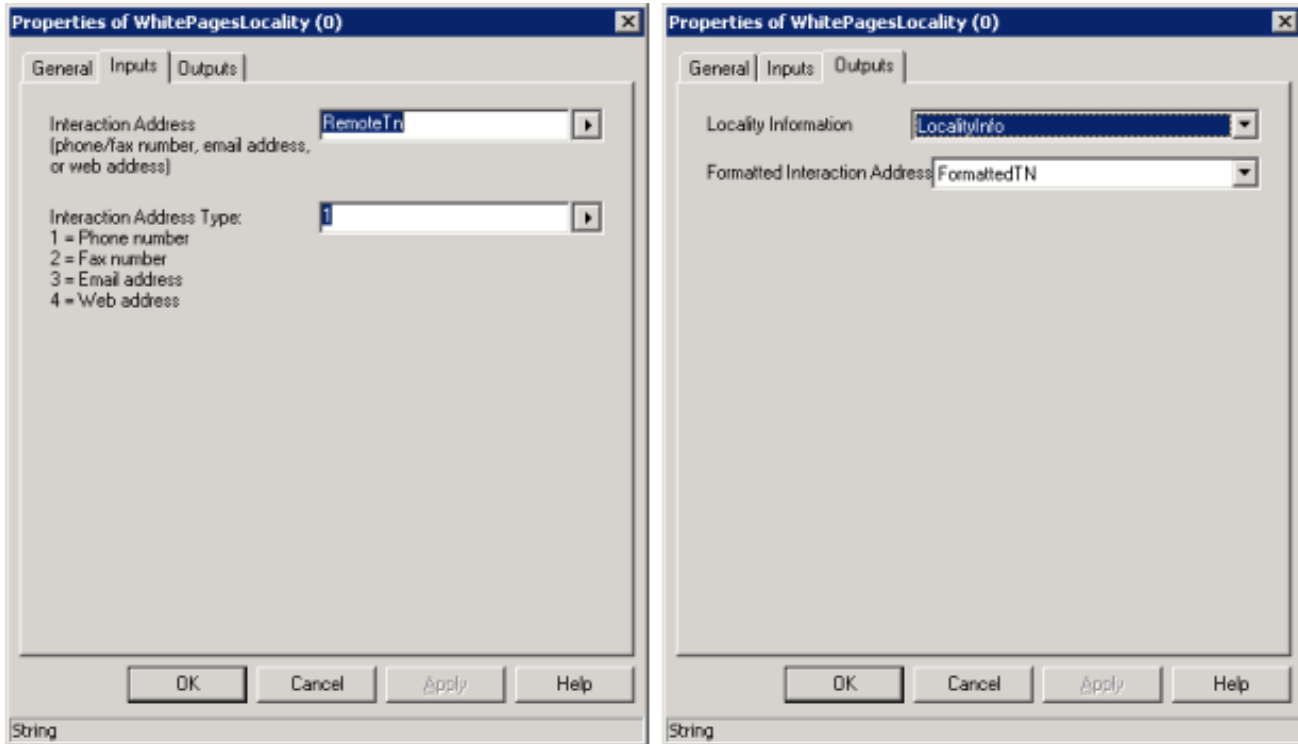 Properties of WhitePagesLocality (0)
General Inputs Outputs
Interaction Address
(phone/fax number, email address,
or web address)
RemoteTn
Interaction Address Type:
1 = Phone number
2 = Fax number
3 = Email address
4 = Web address
1
OK Cancel Apply Help
String
Properties of WhitePagesLocality (0)
General Inputs Outputs
Locality Information LocalityInfo
Formatted Interaction Address FormattedTN
OK Cancel Apply Help
String